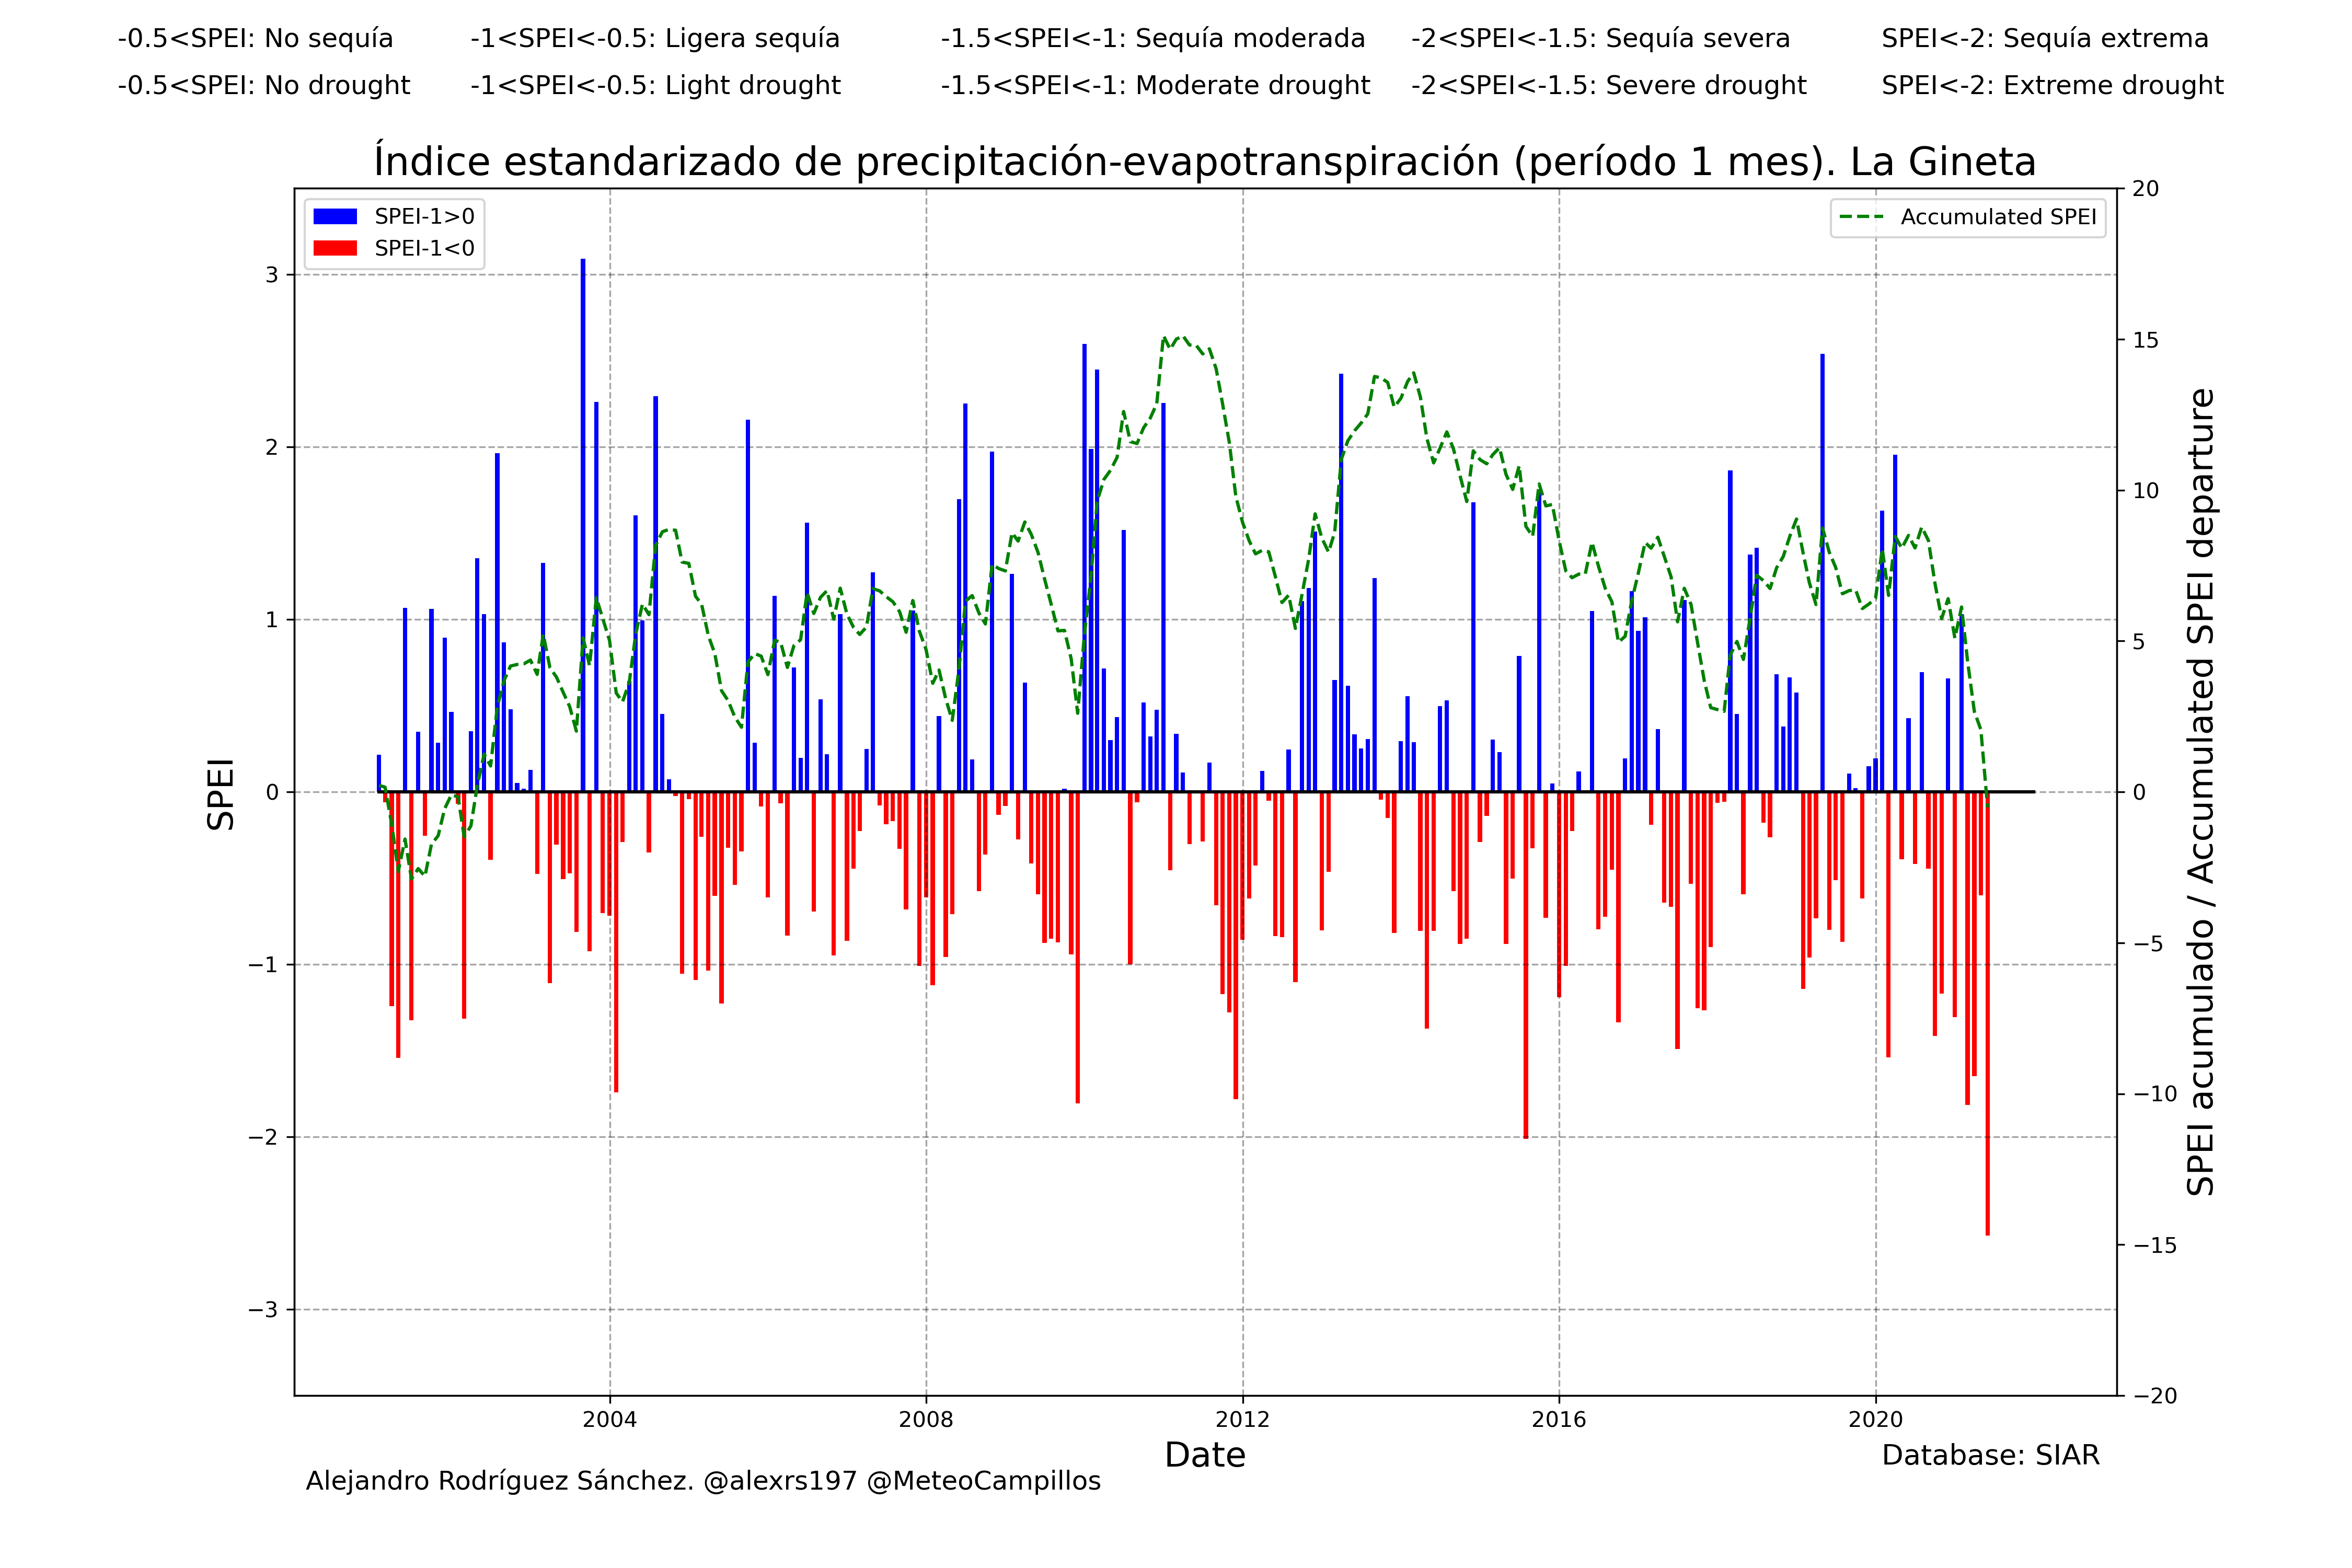 -0.5<SPEI: No sequía -1<SPEI<-0.5: Ligera sequía -1.5<SPEI<-1: Sequía moderada -2<SPEI<-1.5: Sequía severa SPEI<-2: Sequía extrema
-0.5<SPEI: No drought -1<SPEI<-0.5: Light drought -1.5<SPEI<-1: Moderate drought -2<SPEI<-1.5: Severe drought SPEI<-2: Extreme drought
Índice estandarizado de precipitación-evapotranspiración (período 1 mes). La Gineta
SPEI-1>0
SPEI-1<0
Accumulated SPEI
SPEI
3
2
1
0
−1
−2
−3
20
15
10
5
0
−5
−10
−15
−20
SPEI acumulado / Accumulated SPEI departure
2004 2008 2012 2016 2020
Date
Database: SIAR
Alejandro Rodríguez Sánchez. @alexrs197 @MeteoCampillos